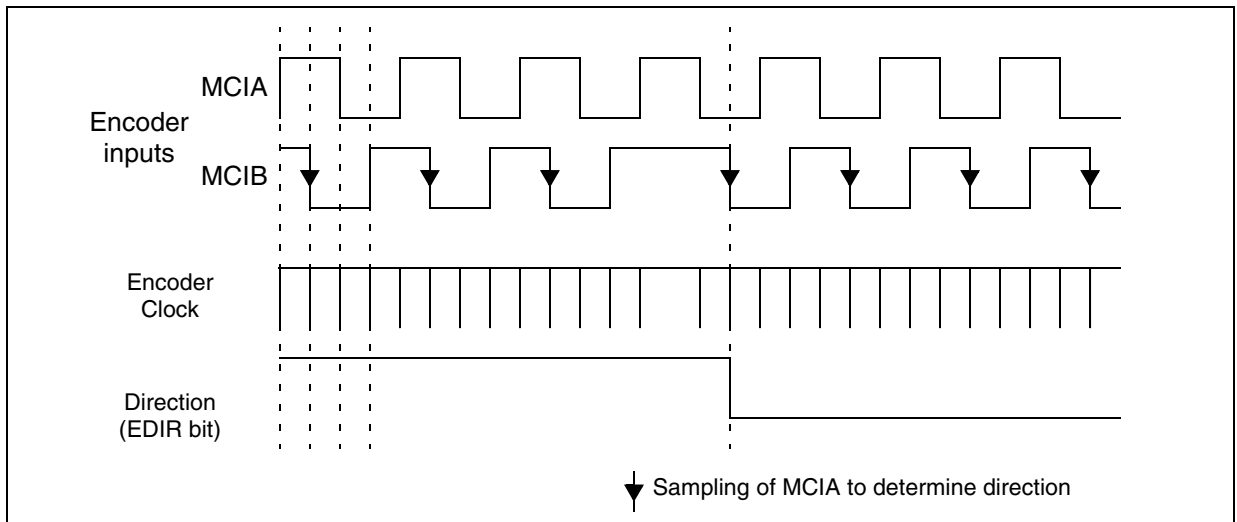 MCIA
Encoder
inputs
MCIB
Encoder
Clock
Direction
(EDIR bit)
Sampling of MCIA to determine direction